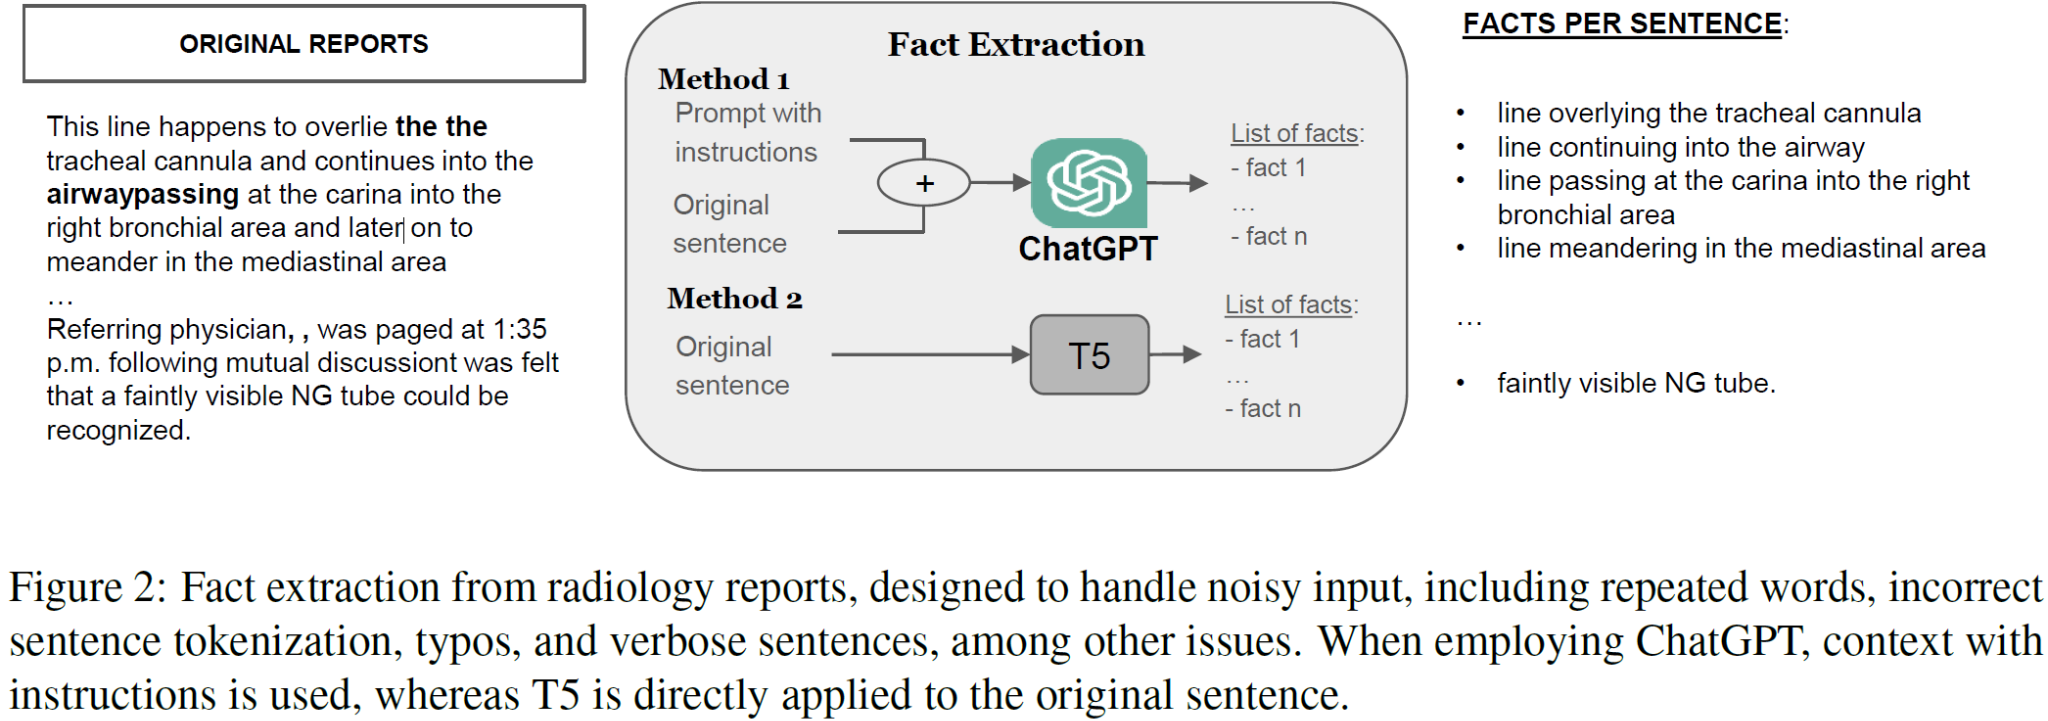 ORIGINAL REPORTS
This line happens to overlie the the
tracheal cannula and continues into the
airwaypassing at the carina into the
right bronchial area and later on to
meander in the mediastinal area
...
Referring physician, , was paged at 1:35
p.m. following mutual discussiont was felt
that a faintly visible NG tube could be
recognized.
Fact Extraction
Method 1
Prompt with
instructions
Original
sentence
+
ChatGPT
List of facts:
- fact 1
...
- fact n
Method 2
Original
sentence
T5
List of facts:
- fact 1
...
- fact n
FACTS PER SENTENCE:
• line overlying the tracheal cannula
• line continuing into the airway
• line passing at the carina into the right
bronchial area
• line meandering in the mediastinal area
...
• faintly visible NG tube.
Figure 2: Fact extraction from radiology reports, designed to handle noisy input, including repeated words, incorrect
sentence tokenization, typos, and verbose sentences, among other issues. When employing ChatGPT, context with
instructions is used, whereas T5 is directly applied to the original sentence.